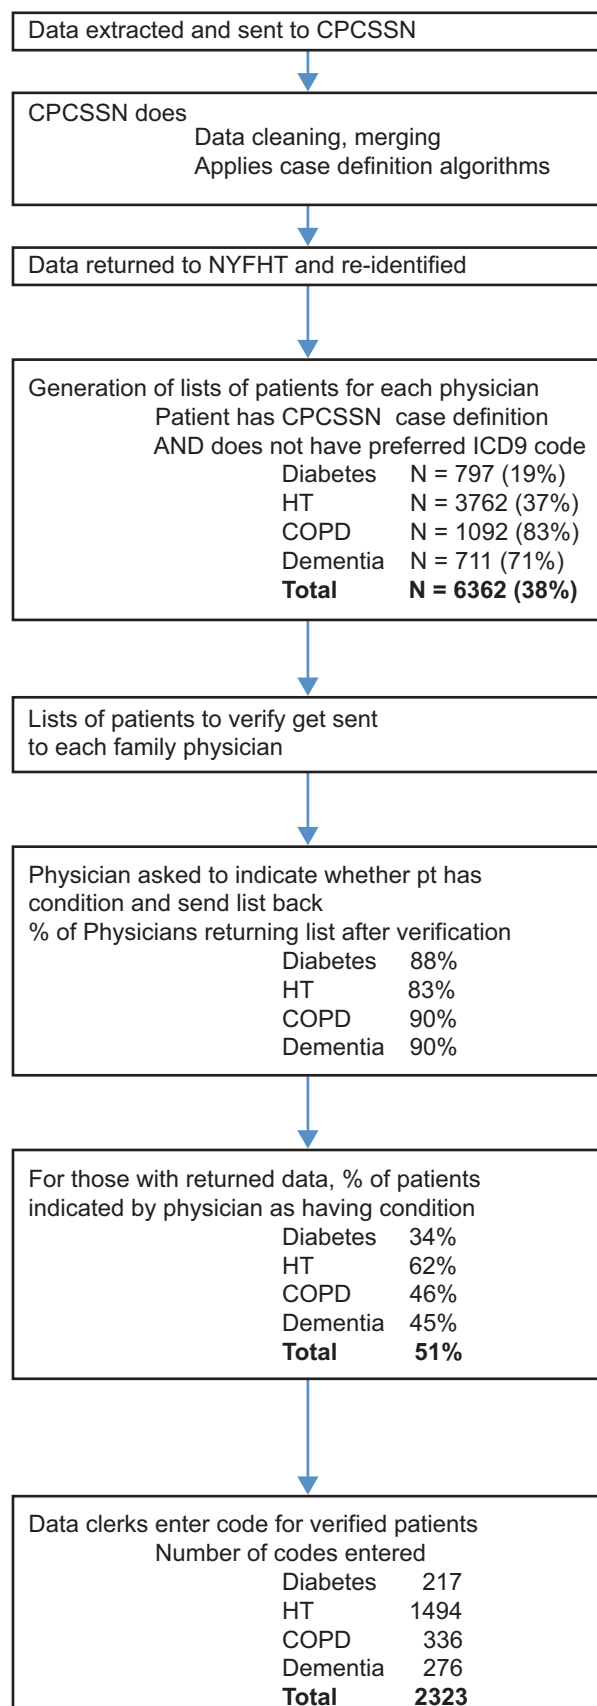 Data extracted and sent to CPCSSN
CPCSSN does
Data cleaning, merging
Applies case definition algorithms
Data returned to NYFHT and re-identified
Generation of lists of patients for each physician
Patient has CPCSSN case definition
AND does not have preferred ICD9 code
Diabetes N = 797 (19%)
HT N = 3762 (37%)
COPD N = 1092 (83%)
Dementia N = 711 (71%)
Total N = 6362 (38%)
Lists of patients to verify get sent
to each family physician
Physician asked to indicate whether pt has
condition and send list back
% of Physicians returning list after verification
Diabetes 88%
HT 83%
COPD 90%
Dementia 90%
For those with returned data, % of patients
indicated by physician as having condition
Diabetes 34%
HT 62%
COPD 46%
Dementia 45%
Total 51%
Data clerks enter code for verified patients
Number of codes entered
Diabetes 217
HT 1494
COPD 336
Dementia 276
Total 2323